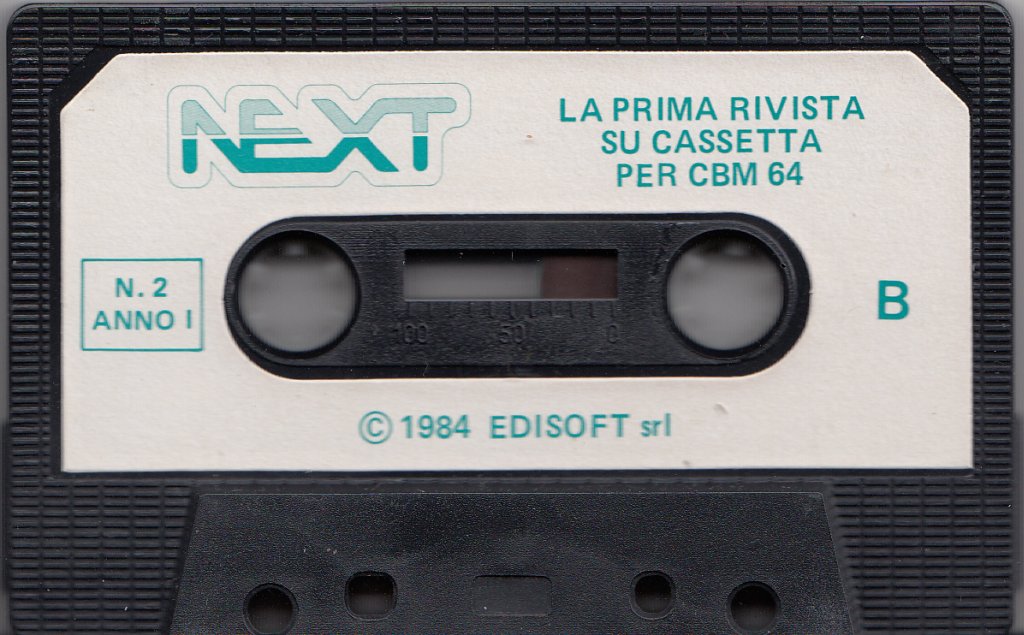 NEXT
LA PRIMA RIVISTA
SU CASSETTA
PER CBM 64
N. 2
ANNO I
B
100 50 0
© 1984 EDISOFT srl